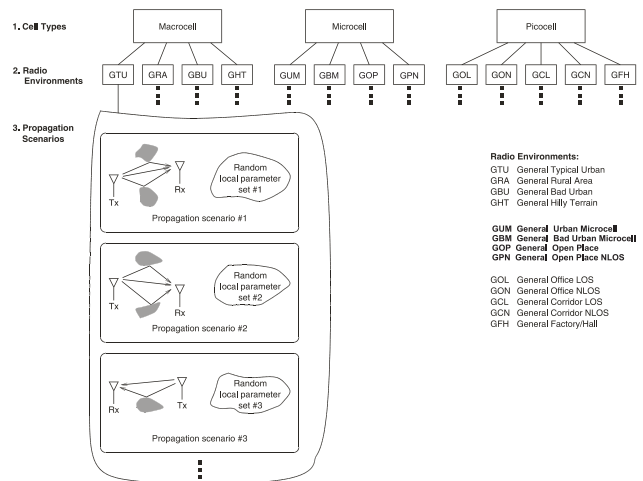 1. Cell Types
Macrocell
Microcell
Picocell
2. Radio
Environments
GTU
GRA
GBU
GHT
GUM
GBM
GOP
GPN
GOL
GON
GCL
GCN
GFH
3. Propagation
Scenarios
Tx
Rx
Random
local parameter
set #1
Propagation scenario #1
Tx
Rx
Random
local parameter
set #2
Propagation scenario #2
Rx
Tx
Random
local parameter
set #3
Propagation scenario #3
Radio Environments:
GTU General Typical Urban
GRA General Rural Area
GBU General Bad Urban
GHT General Hilly Terrain
GUM General Urban Microcell
GBM General Bad Urban Microcell
GOP General Open Place
GPN General Open Place NLOS
GOL General Office LOS
GON General Office NLOS
GCL General Corridor LOS
GCN General Corridor NLOS
GFH General Factory/Hall